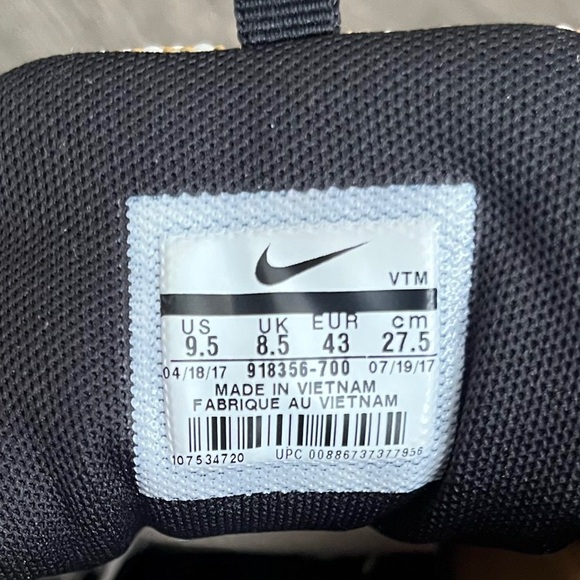 VTM
US UK EUR cm
9.5 8.5 43 27.5
04/18/17 918356-700 07/19/17
MADE IN VIETNAM
FABRIQUE AU VIETNAM
107534720 UPC 00886737377956